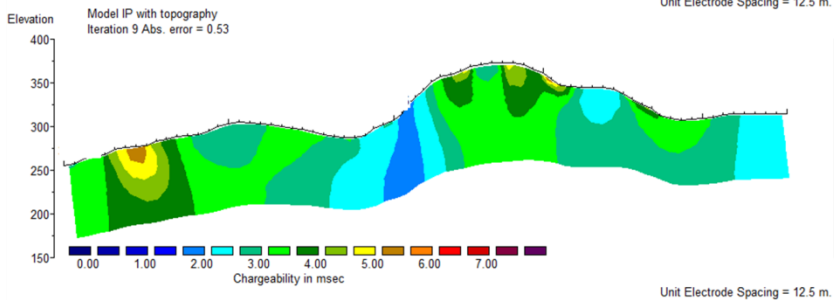 Unit Electrode Spacing = 12.5 m.
Model IP with topography
Elevation
Iteration 9 Abs. error = 0.53
400
350
300
250
200
150
0.00 1.00 2.00 3.00 4.00 5.00 6.00 7.00
Chargeability in msec
Unit Electrode Spacing = 12.5 m.